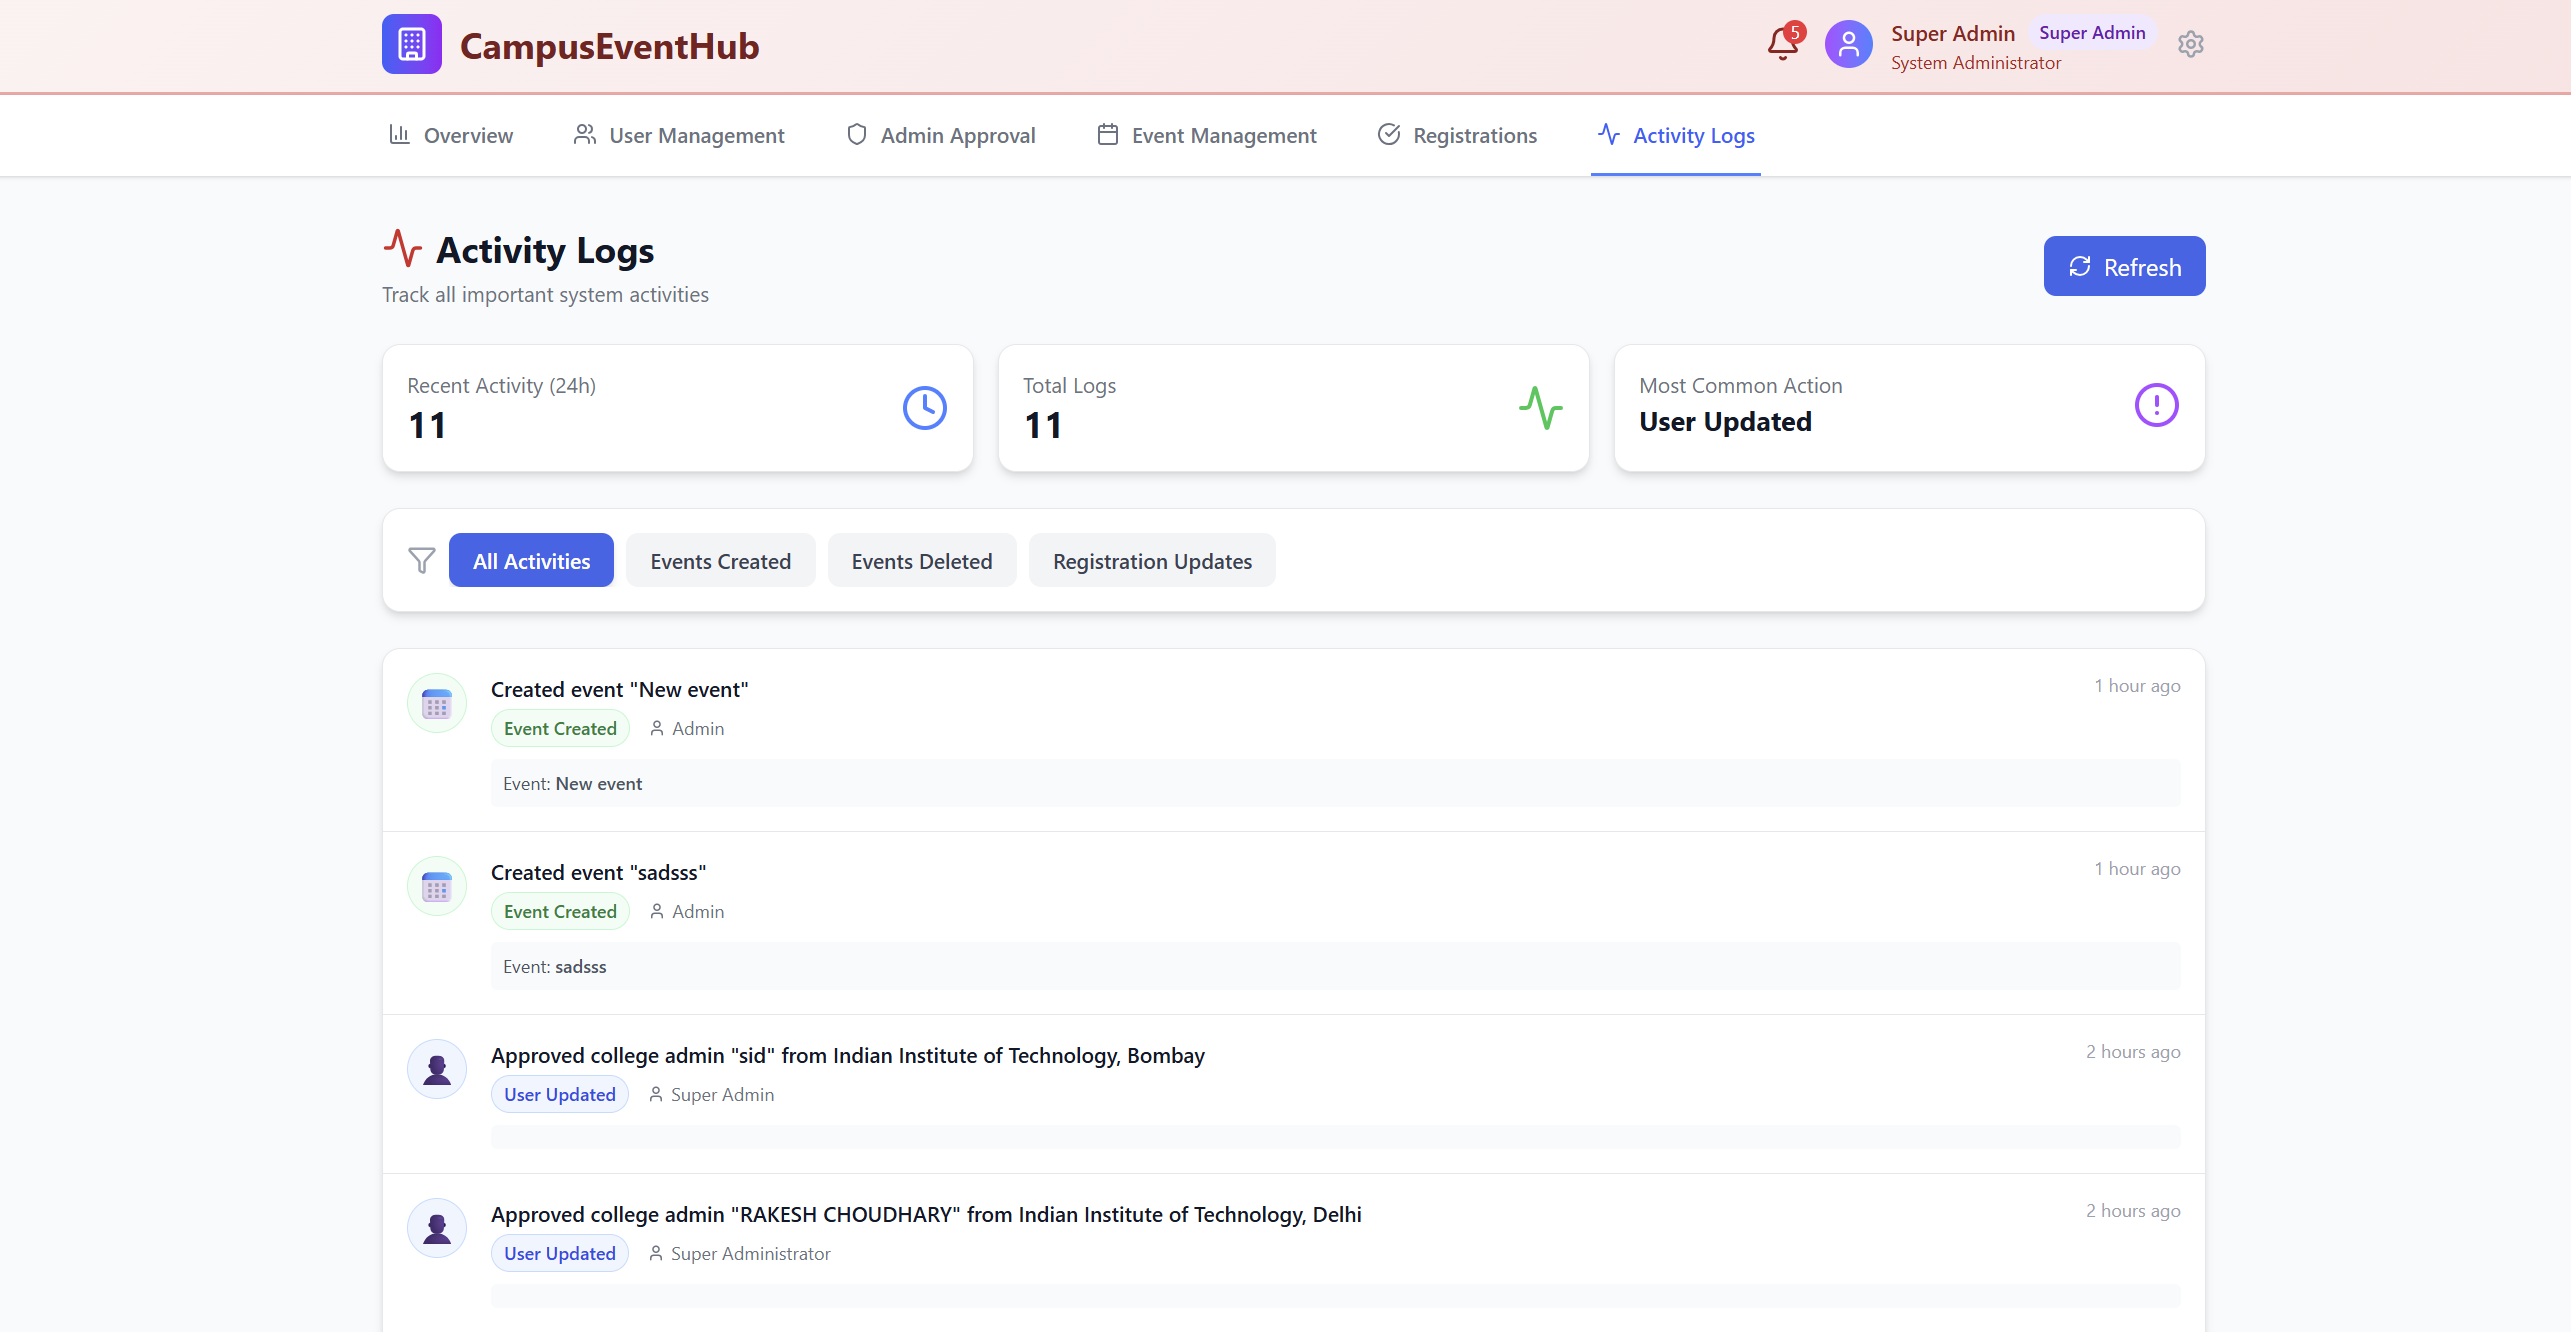 CampusEventHub
5
Super Admin Super Admin
System Administrator
Overview User Management Admin Approval Event Management Registrations Activity Logs
Activity Logs
Track all important system activities
Refresh
Recent Activity (24h)
11
Total Logs
11
Most Common Action
User Updated
All Activities Events Created Events Deleted Registration Updates
Created event "New event"
1 hour ago
Event Created Admin
Event: New event
Created event "sadsss"
1 hour ago
Event Created Admin
Event: sadsss
Approved college admin "sid" from Indian Institute of Technology, Bombay
2 hours ago
User Updated Super Admin
Approved college admin "RAKESH CHOUDHARY" from Indian Institute of Technology, Delhi
2 hours ago
User Updated Super Administrator